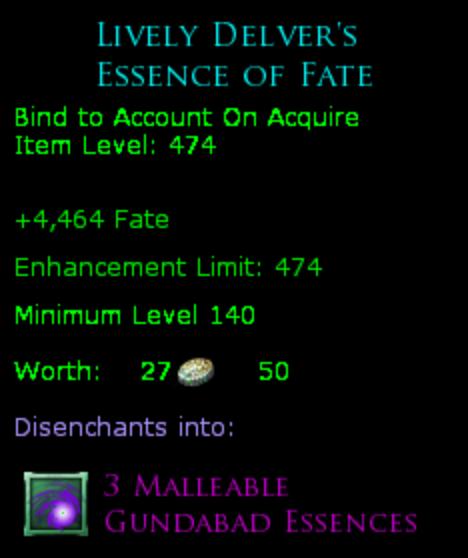 Lively Delver's
Essence of Fate
Bind to Account On Acquire
Item Level: 474
+4,464 Fate
Enhancement Limit: 474
Minimum Level 140
Worth: 27 50
Disenchants into:
3 Malleable
Gundabad Essences